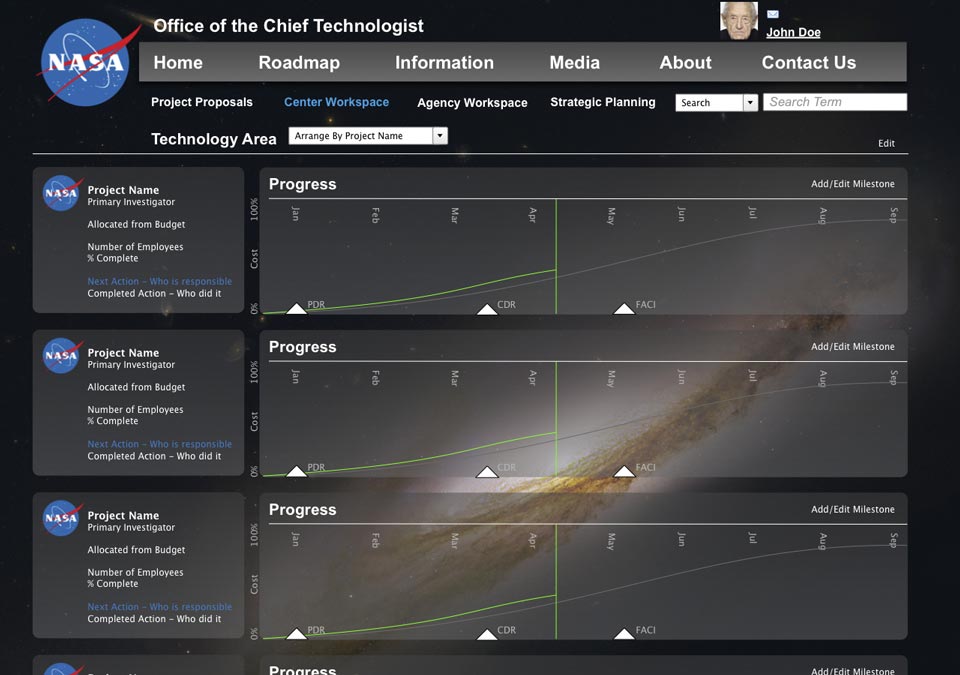 Office of the Chief Technologist
John Doe
NASA
Home Roadmap Information Media About Contact Us
Project Proposals Center Workspace Agency Workspace Strategic Planning Search Search Term
Technology Area Arrange By Project Name
Edit
NASA
Project Name
Primary Investigator
Allocated from Budget
Number of Employees
% Complete
Next Action – Who is responsible
Completed Action – Who did it
Progress Add/Edit Milestone
100% Cost 0%
Jan Feb Mar Apr May Jun Jul Aug Sep
PDR CDR FACI
NASA
Project Name
Primary Investigator
Allocated from Budget
Number of Employees
% Complete
Next Action – Who is responsible
Completed Action – Who did it
Progress Add/Edit Milestone
100% Cost 0%
Jan Feb Mar Apr May Jun Jul Aug Sep
PDR CDR FACI
NASA
Project Name
Primary Investigator
Allocated from Budget
Number of Employees
% Complete
Next Action – Who is responsible
Completed Action – Who did it
Progress Add/Edit Milestone
100% Cost 0%
Jan Feb Mar Apr May Jun Jul Aug Sep
PDR CDR FACI
Progress Add/Edit Milestone